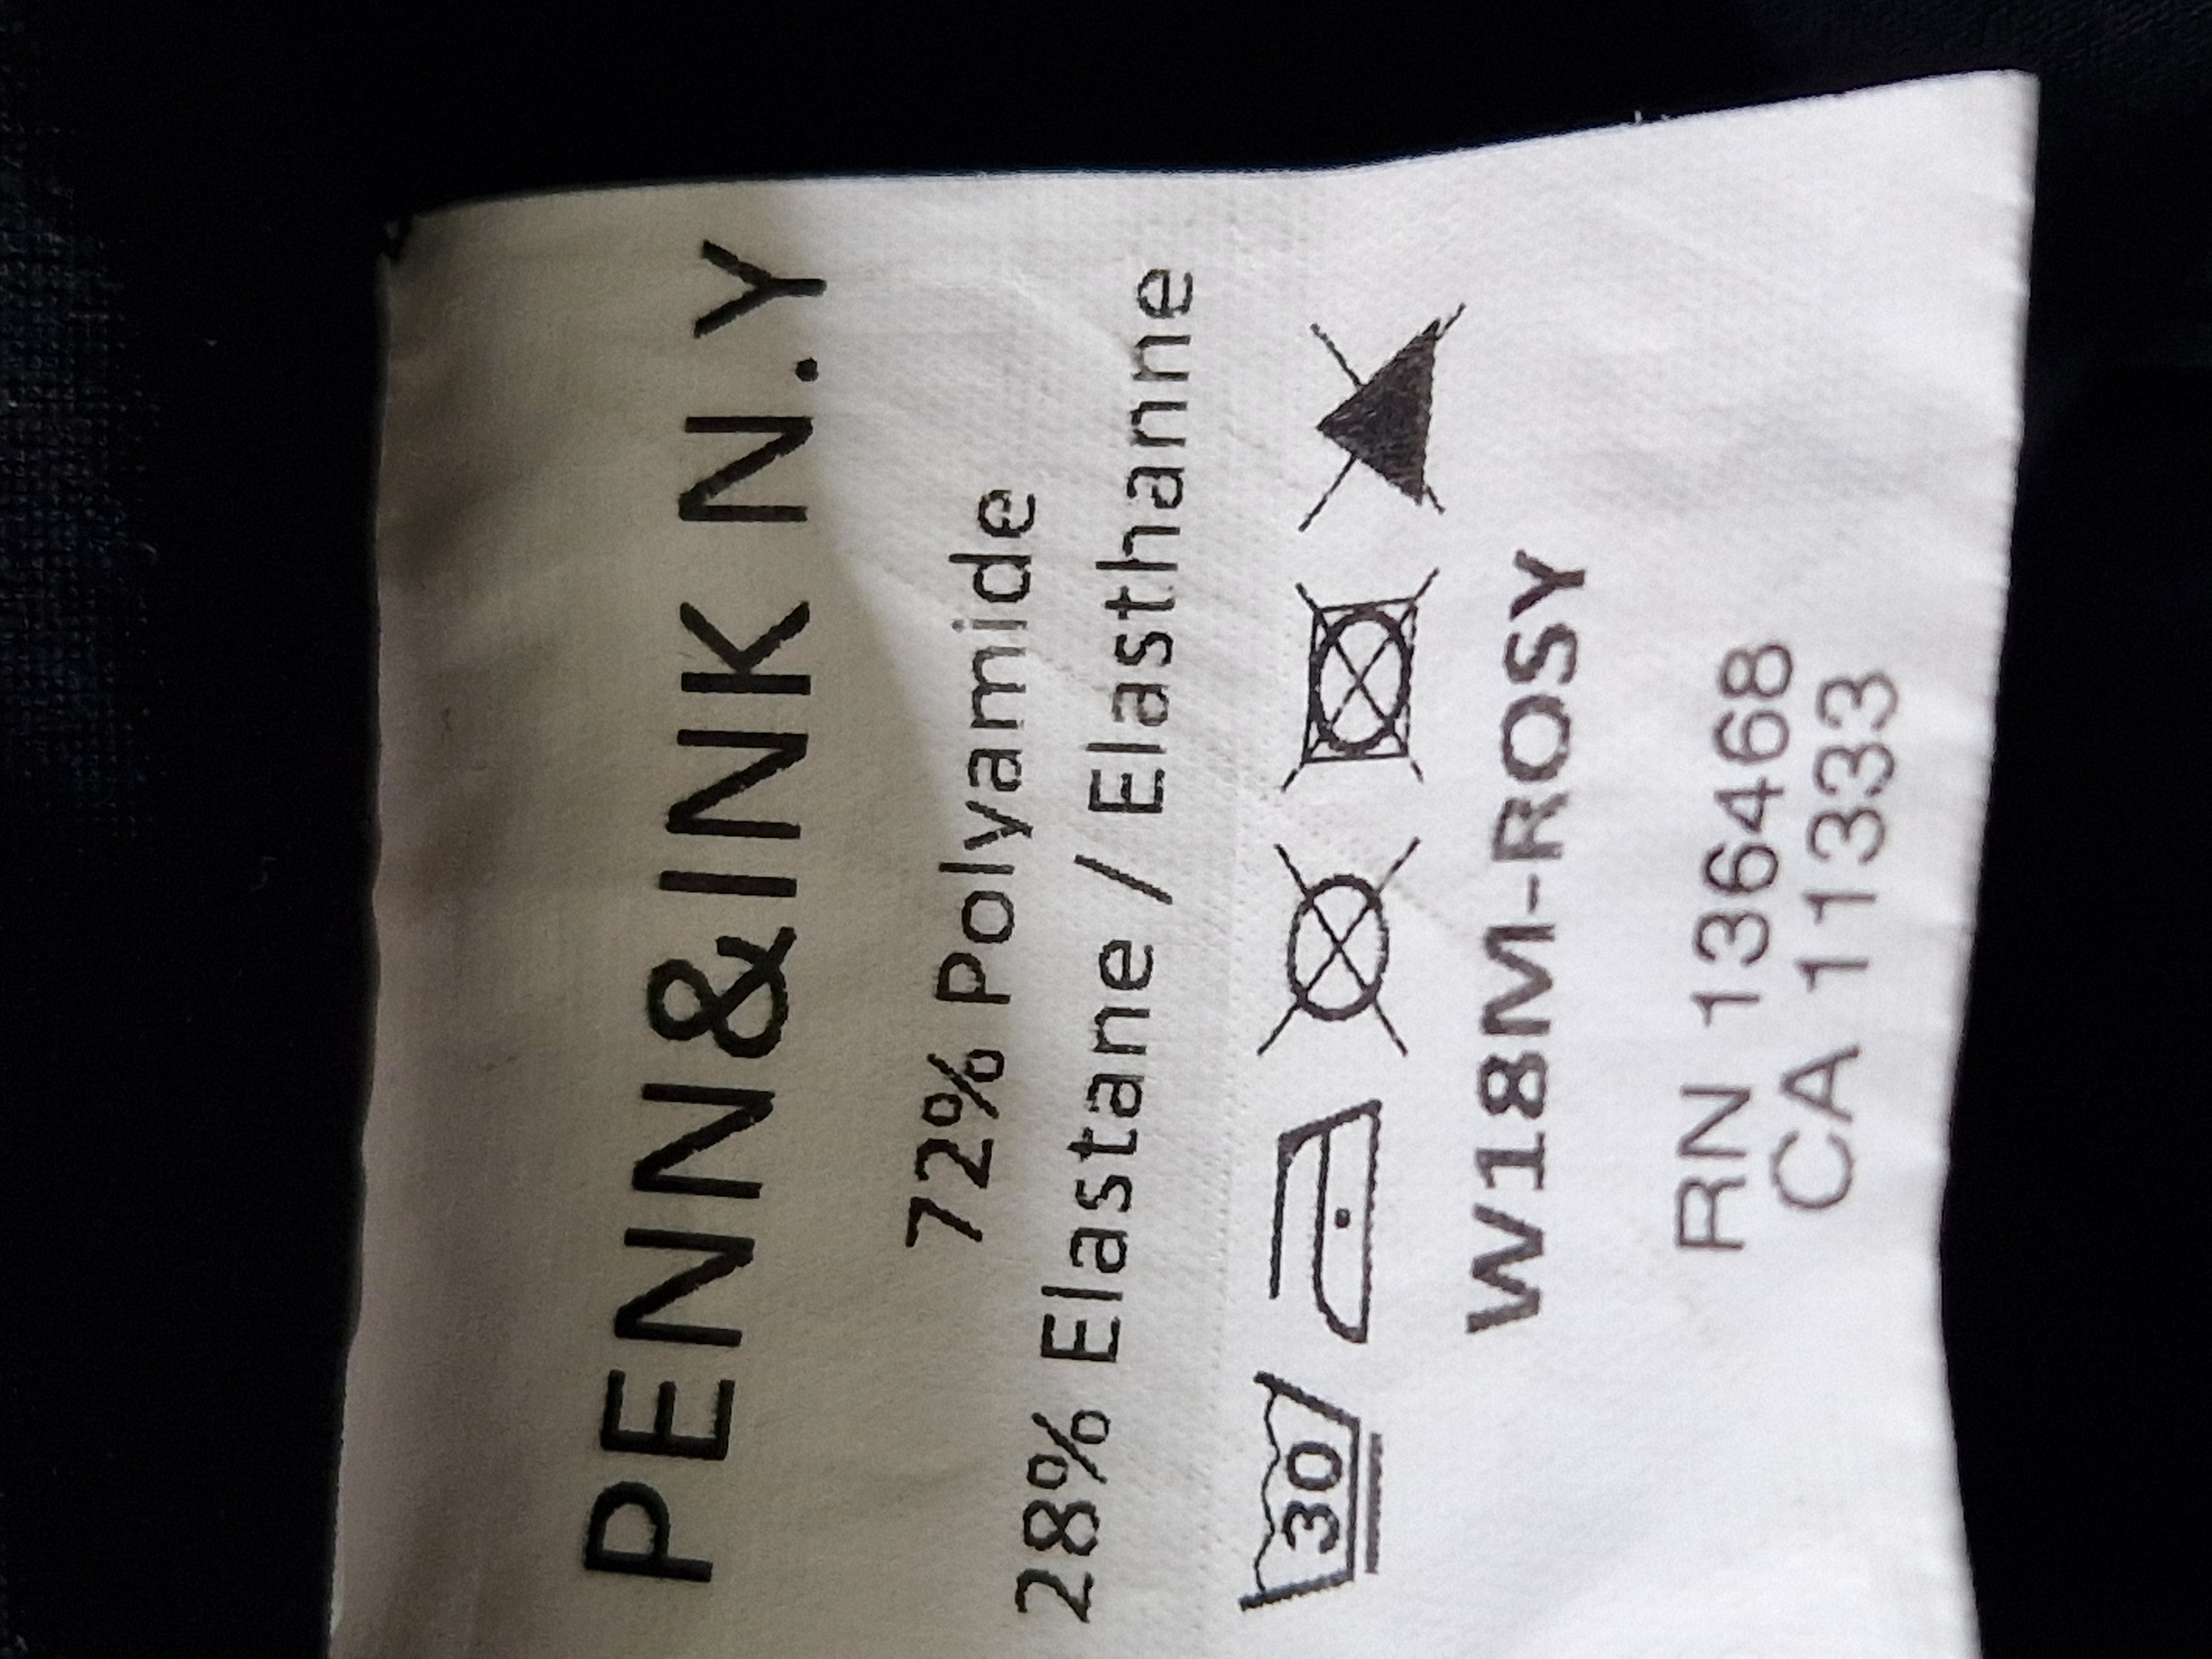 PENN&INK N.Y
72% Polyamide
28% Elastane / Elasthanne
30
W18M-ROSY
RN 136468
CA 11333